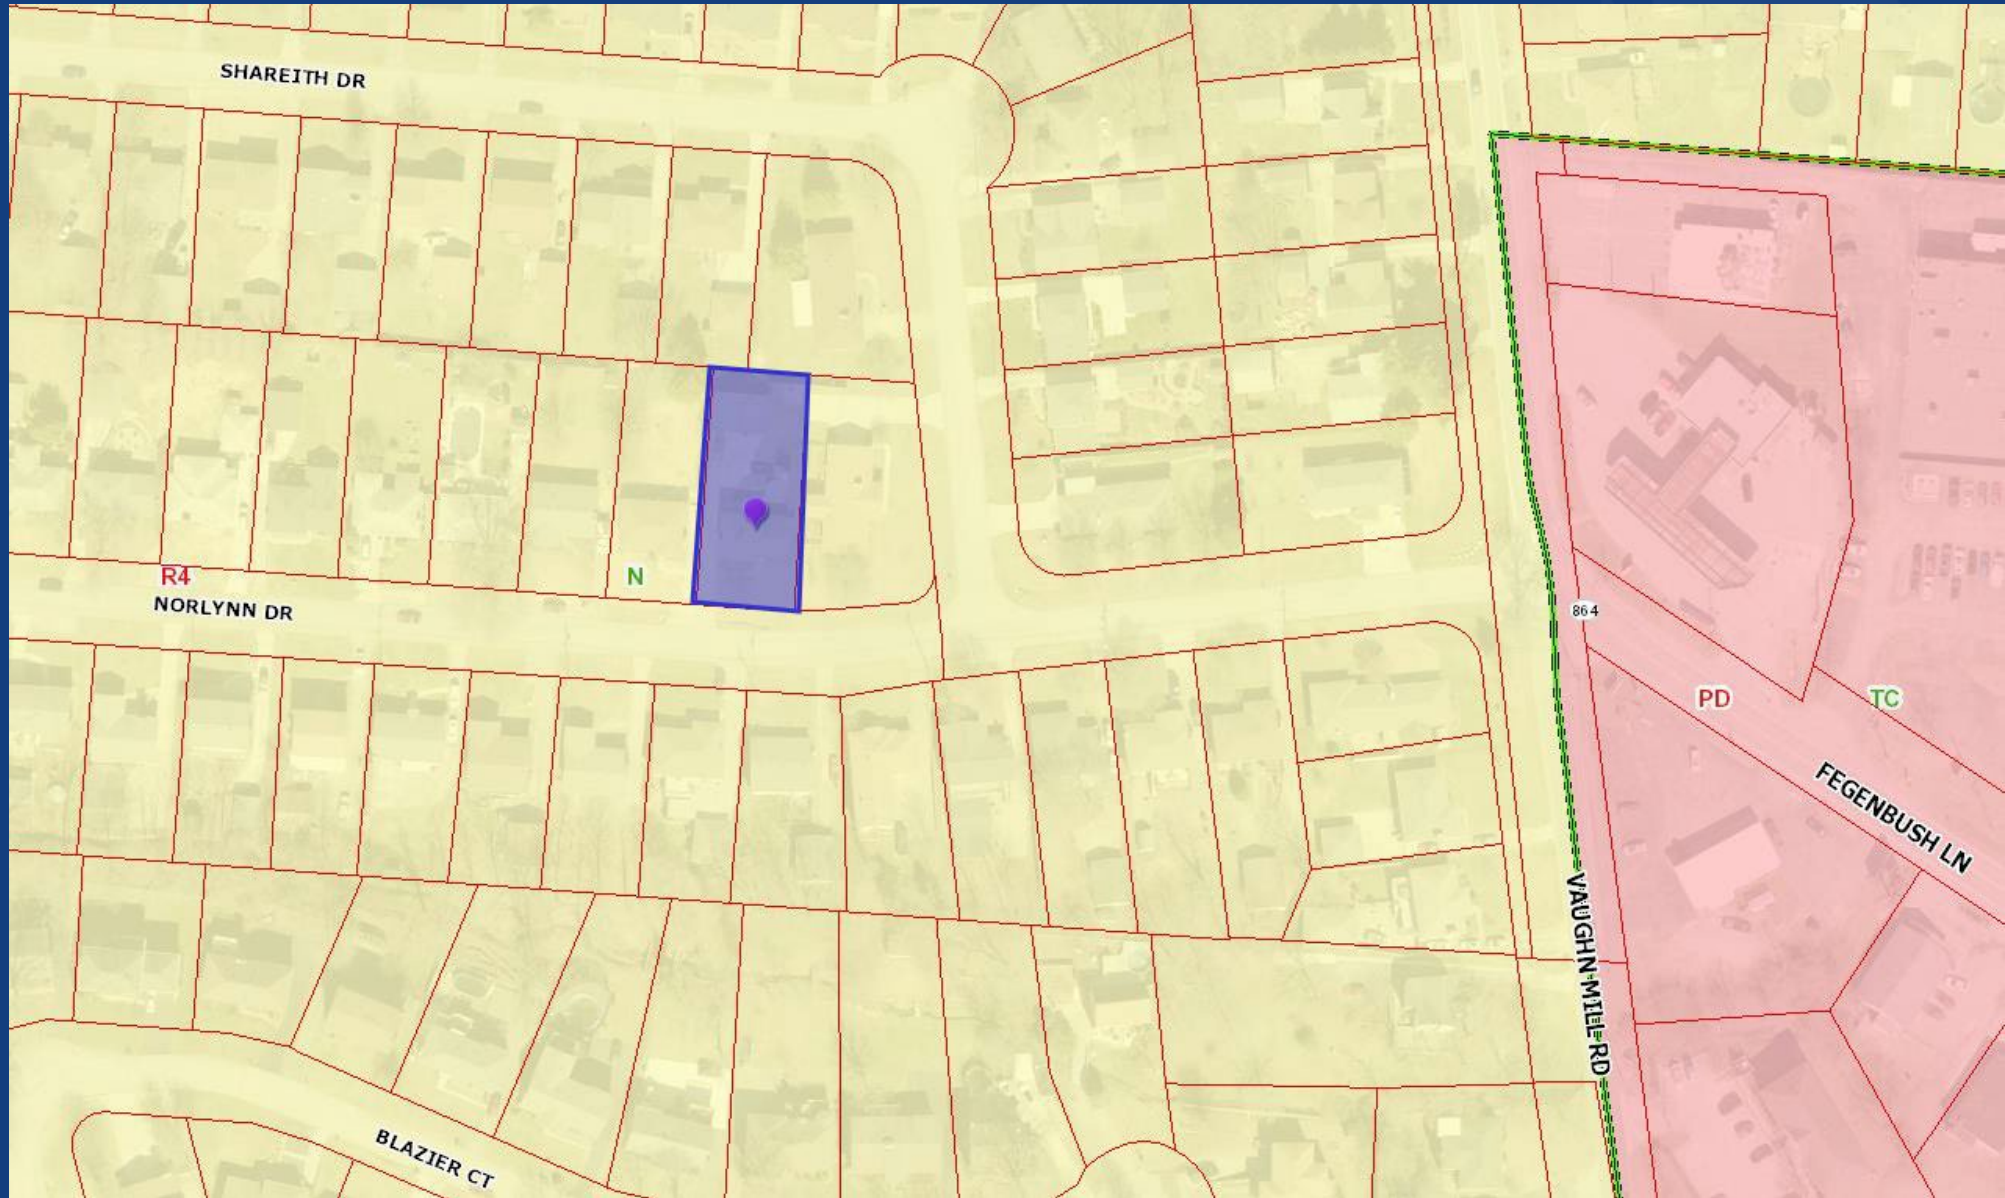 SHAREITH DR
R4
N
NORLYNN DR
864
PD
TC
FEGENBUSH LN
VAUGHN MILL RD
BLAZIER CT